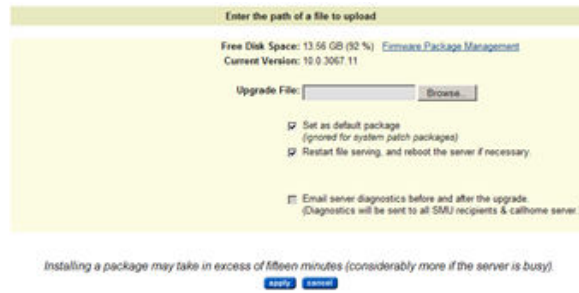 Enter the path of a file to upload
Free Disk Space: 13.56 GB (92 %) Firmware Package Management
Current Version: 10.0.3067.11
Upgrade File: Browse...
Set as default package
(ignored for system patch packages)
Restart file serving, and reboot the server if necessary.
Email server diagnostics before and after the upgrade.
(Diagnostics will be sent to all SMU recipients & callhome server.
Installing a package may take in excess of fifteen minutes (considerably more if the server is busy).
apply cancel